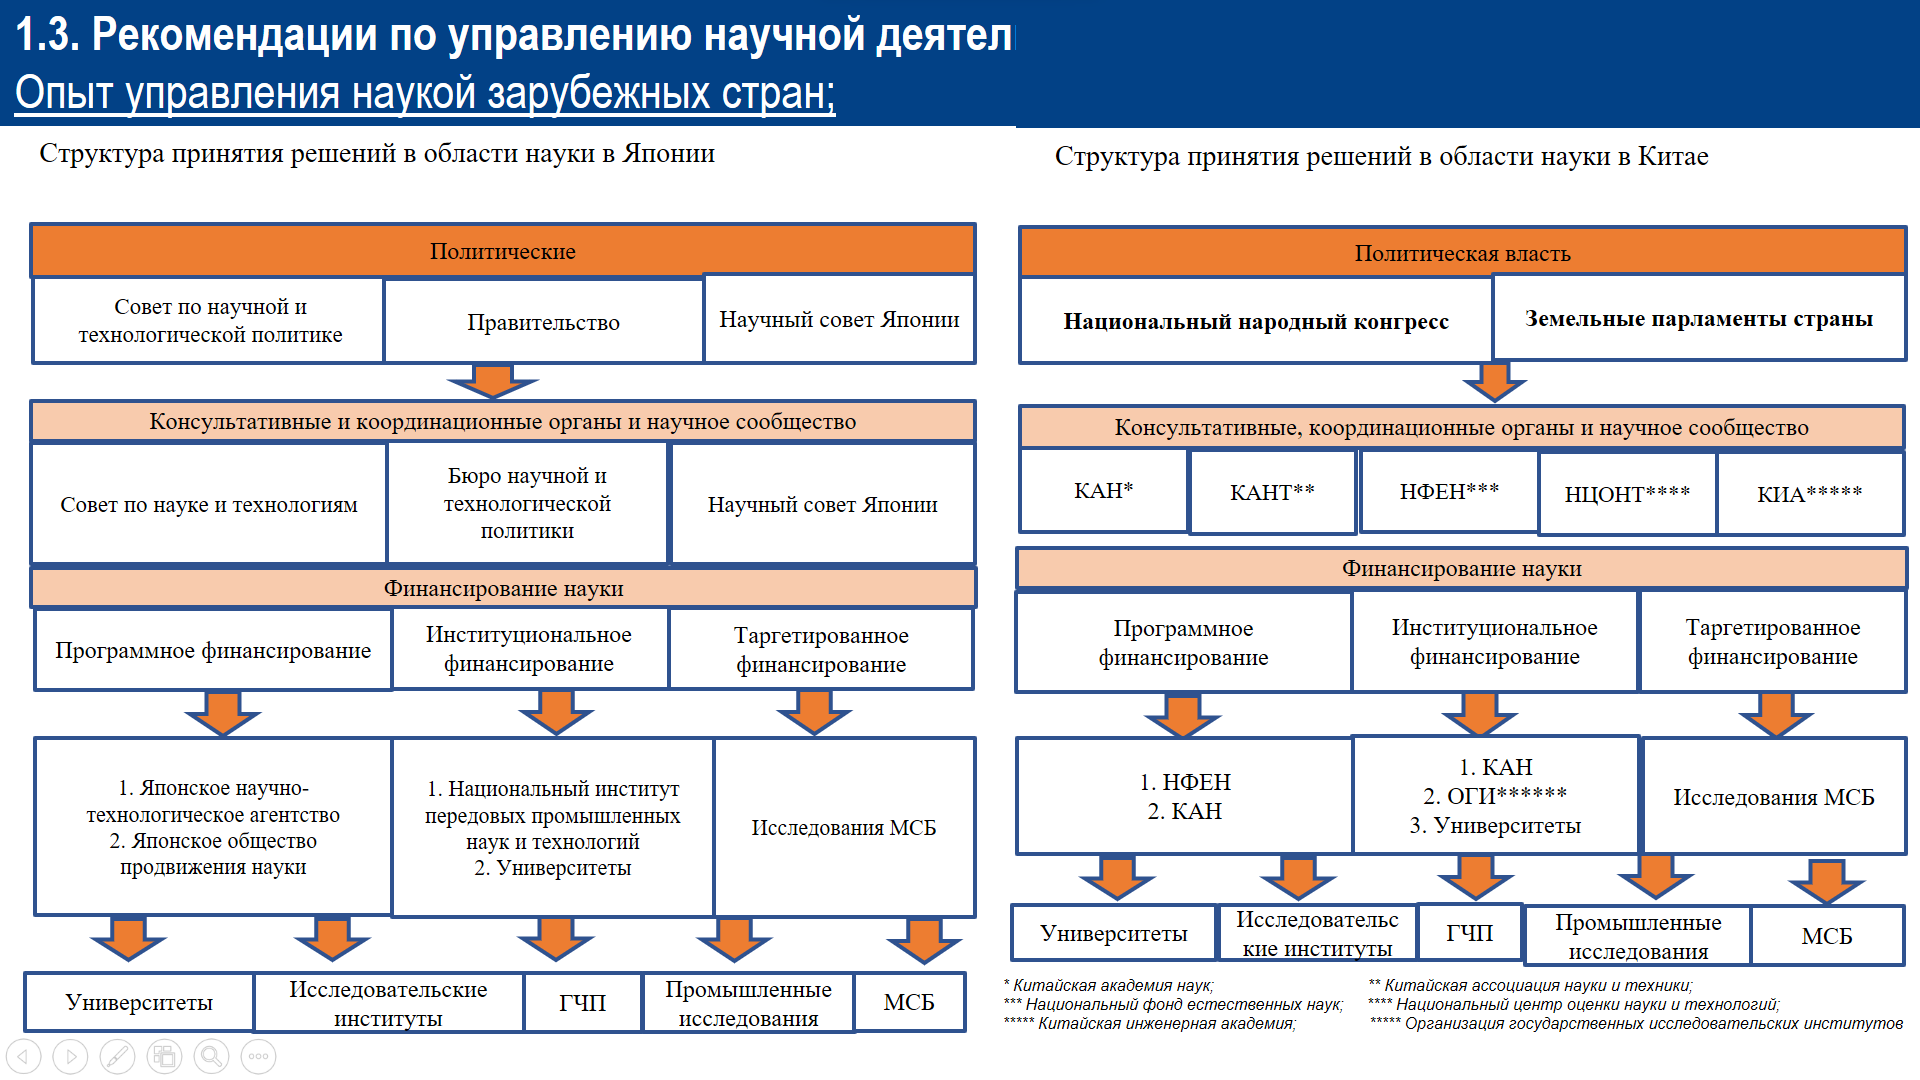 1.3. Рекомендации по управлению научной деятел
Опыт управления наукой зарубежных стран;
Структура принятия решений в области науки в Японии
Политические
Совет по научной и
технологической политике
Правительство
Научный совет Японии
Консультативные и координационные органы и научное сообщество
Совет по науке и технологиям
Бюро научной и
технологической
политики
Научный совет Японии
Финансирование науки
Программное финансирование
Институциональное
финансирование
Таргетированное
финансирование
1. Японское научно-
технологическое агентство
2. Японское общество
продвижения науки
1. Национальный институт
передовых промышленных
наук и технологий
2. Университеты
Исследования МСБ
Университеты
Исследовательские
институты
ГЧП
Промышленные
исследования
МСБ
Структура принятия решений в области науки в Китае
Политическая власть
Национальный народный конгресс
Земельные парламенты страны
Консультативные, координационные органы и научное сообщество
КАН*
КАНТ**
НФЕН***
НЦОНТ****
КИА*****
Финансирование науки
Программное
финансирование
Институциональное
финансирование
Таргетированное
финансирование
1. НФЕН
2. КАН
1. КАН
2. ОГИ******
3. Университеты
Исследования МСБ
Университеты
Исследовательс
кие институты
ГЧП
Промышленные
исследования
МСБ
* Китайская академия наук;
** Китайская ассоциация науки и техники;
*** Национальный фонд естественных наук;
**** Национальный центр оценки науки и технологий;
***** Китайская инженерная академия;
***** Организация государственных исследовательских институтов